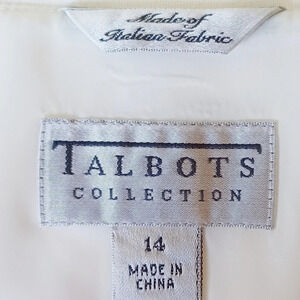 Made of
Italian Fabric
TALBOTS
COLLECTION
14
MADE IN
CHINA